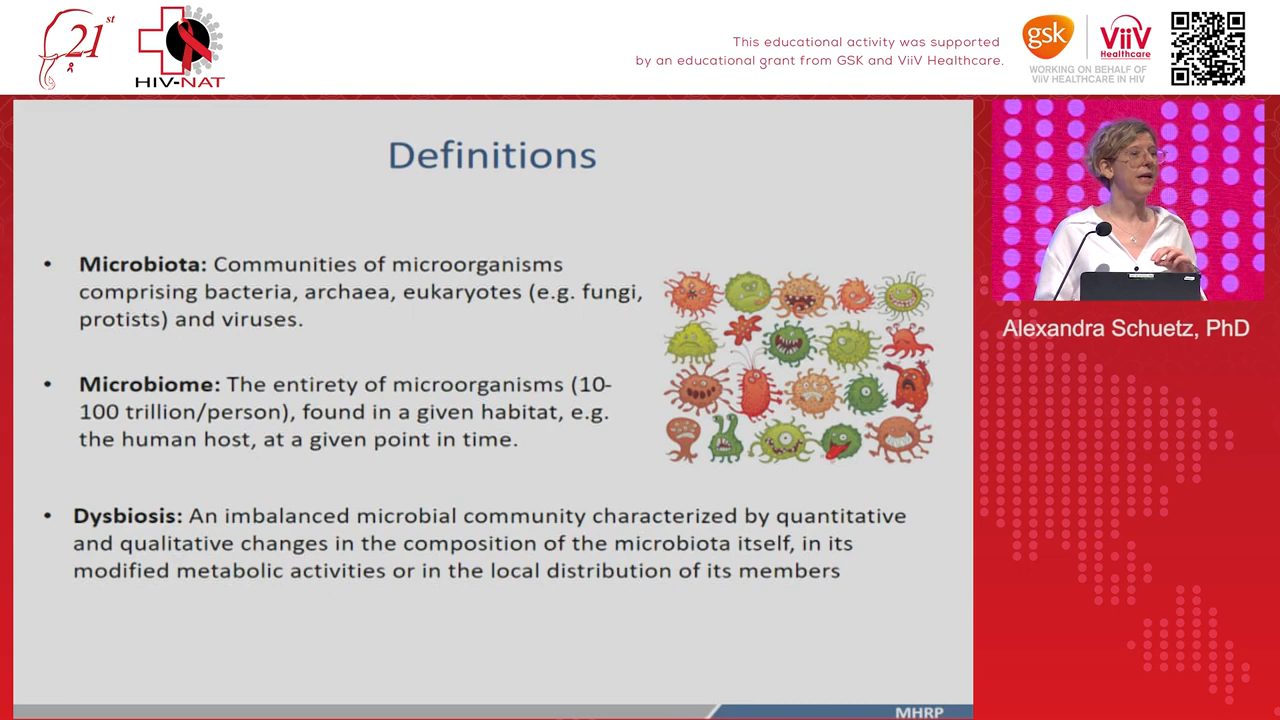 21st
HIV-NAT
This educational activity was supported
by an educational grant from GSK and ViiV Healthcare.
gsk
ViiV
Healthcare
WORKING ON BEHALF OF
ViiV HEALTHCARE IN HIV
Definitions
• Microbiota: Communities of microorganisms
comprising bacteria, archaea, eukaryotes (e.g. fungi,
protists) and viruses.
• Microbiome: The entirety of microorganisms (10-
100 trillion/person), found in a given habitat, e.g.
the human host, at a given point in time.
• Dysbiosis: An imbalanced microbial community characterized by quantitative
and qualitative changes in the composition of the microbiota itself, in its
modified metabolic activities or in the local distribution of its members
MHRP
Alexandra Schuetz, PhD